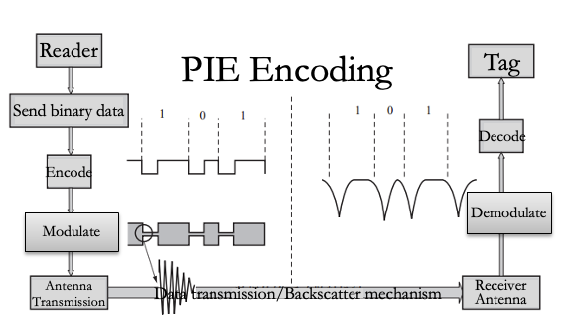 Reader
PIE Encoding
Tag
Send binary data
1 0 1
1 0 1
Decode
Encode
Modulate
Demodulate
Antenna
Transmission
Data transmission/Backscatter mechanism
Receiver
Antenna